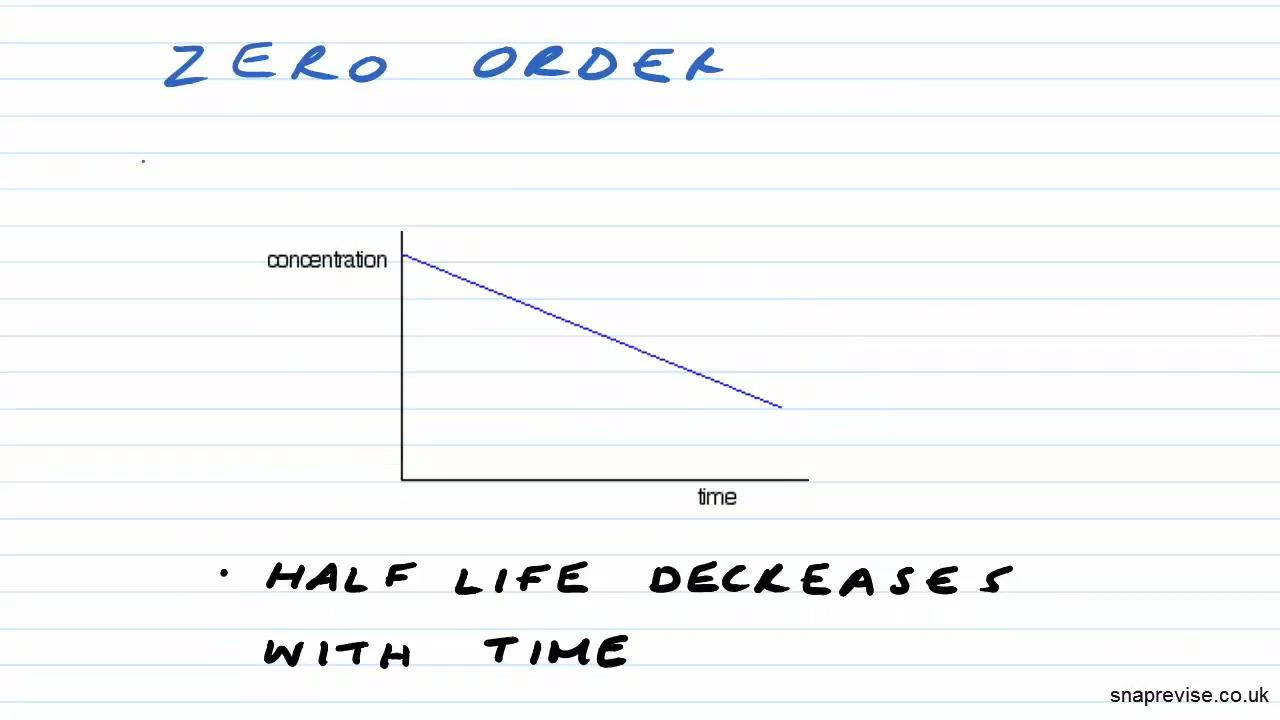 ZERO ORDER
concentration
time
· HALF LIFE DECREASES
WITH TIME
snaprevise.co.uk